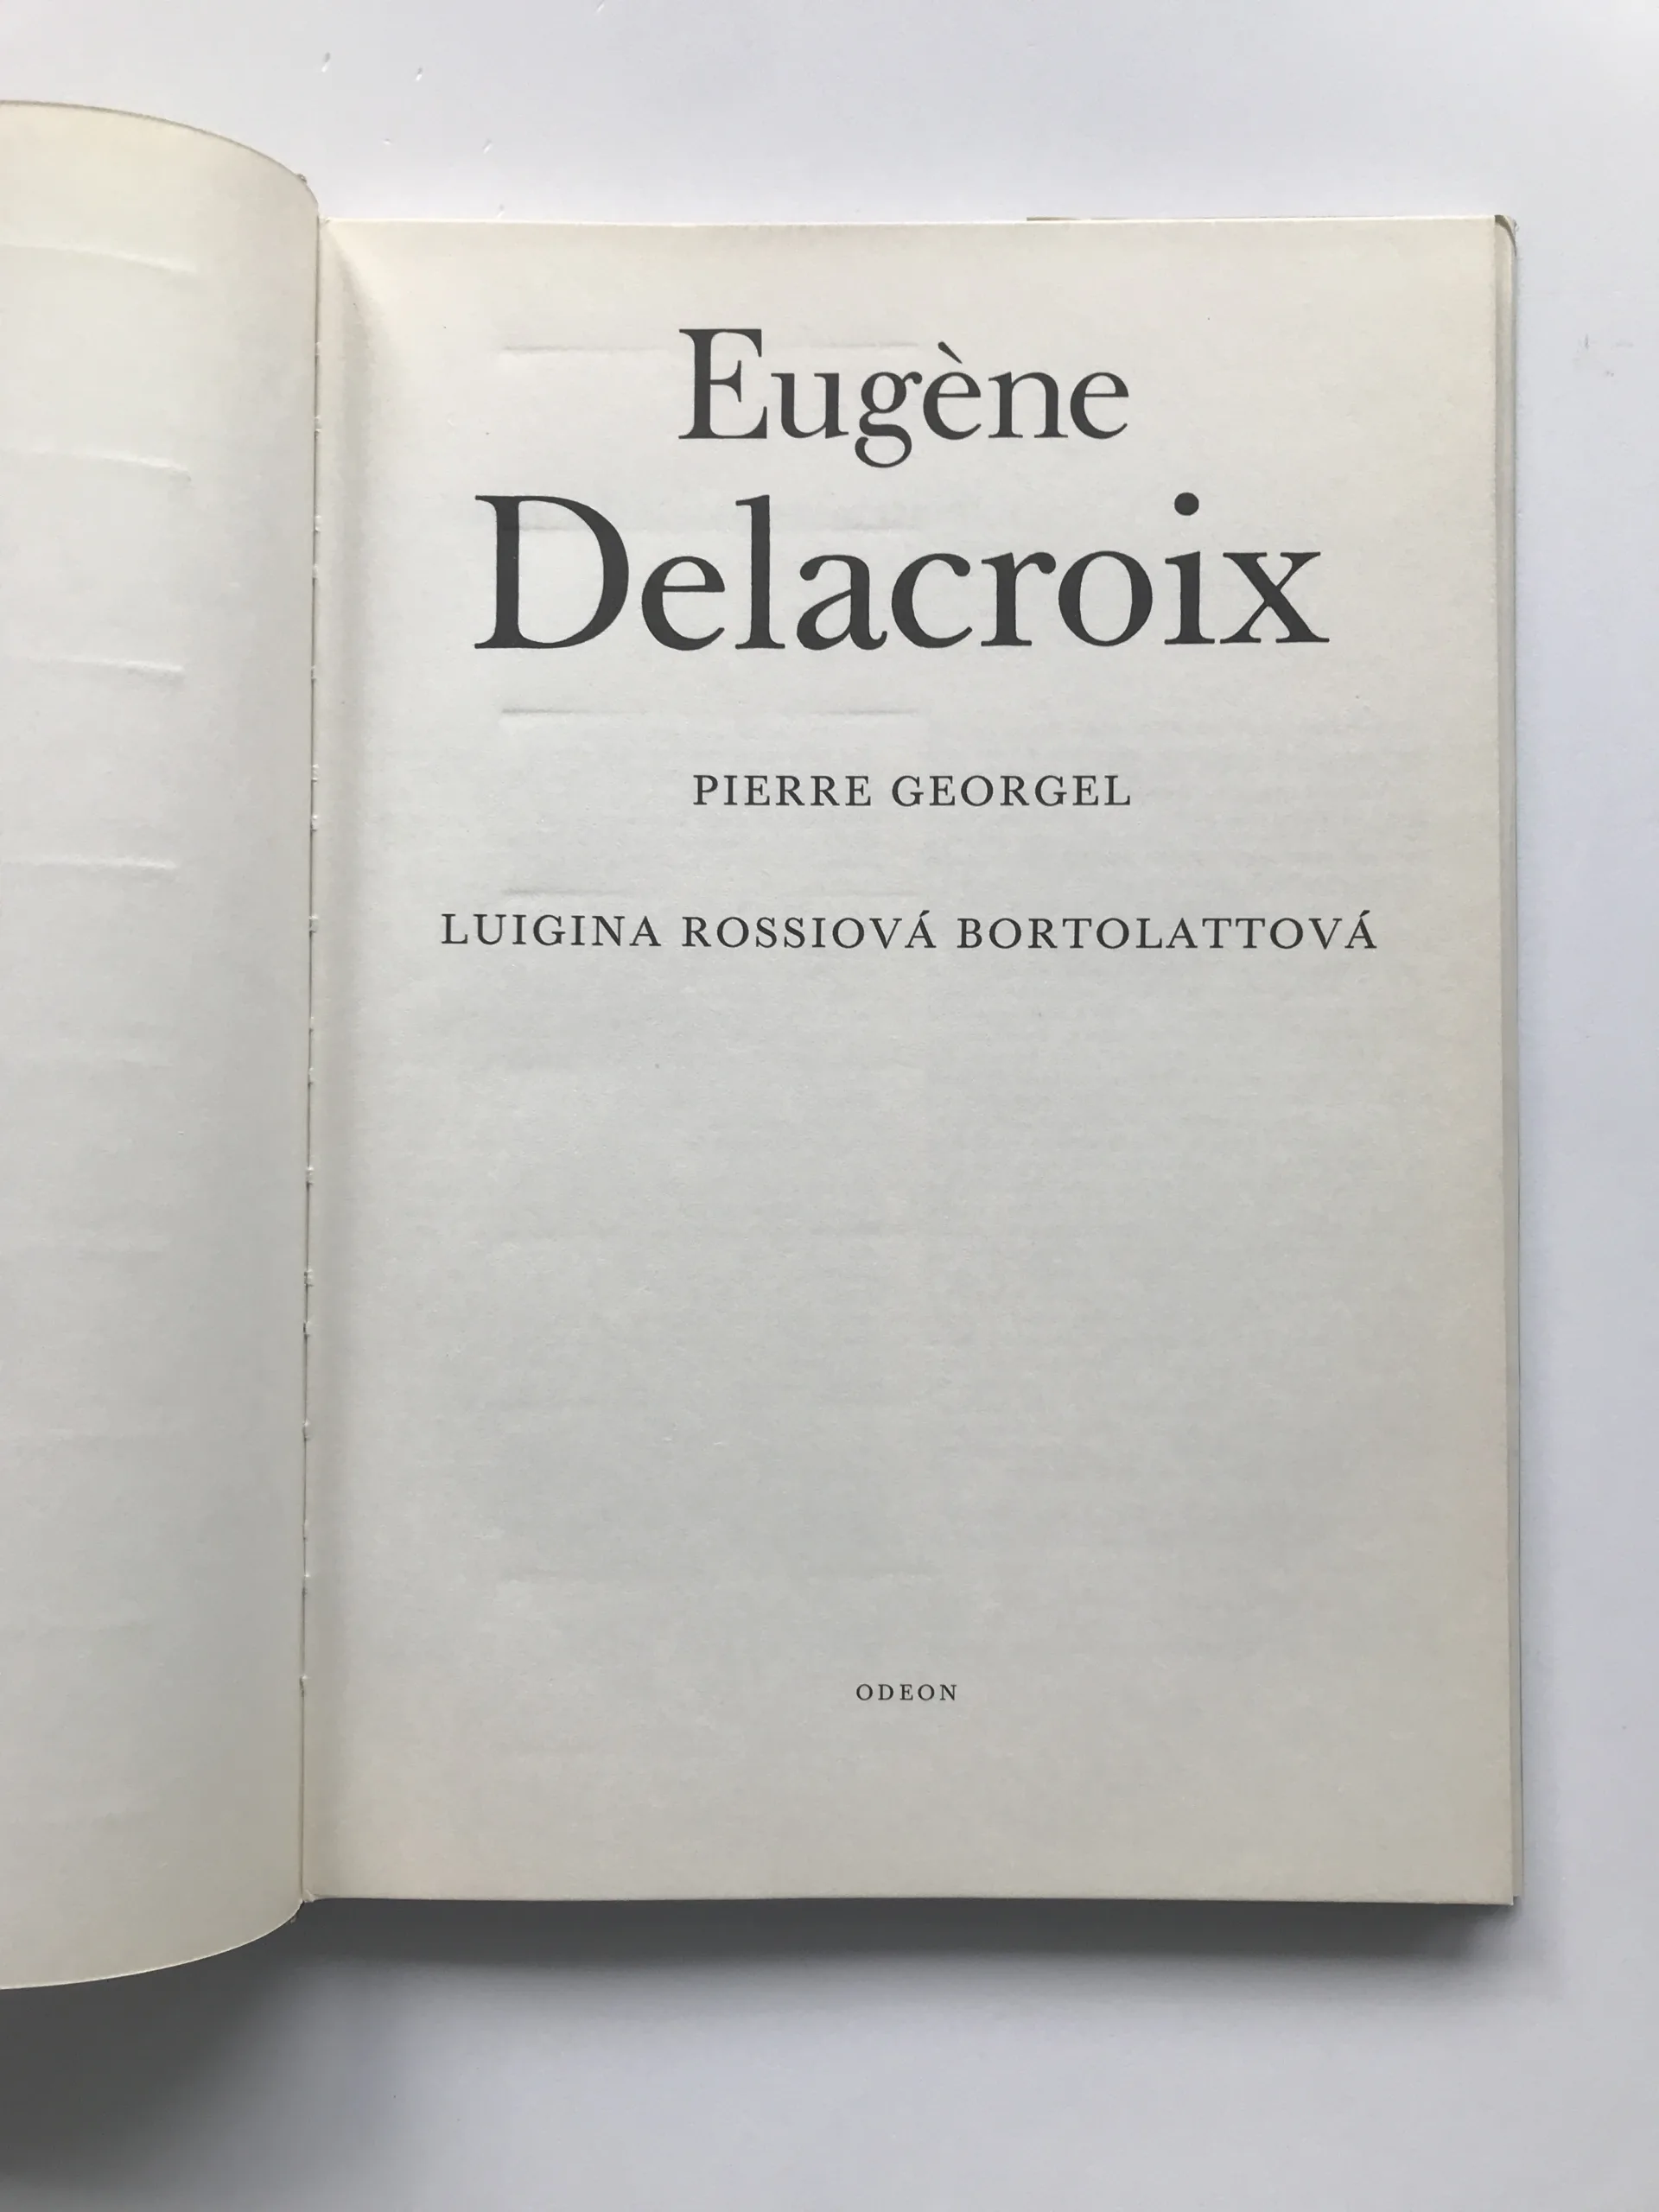 Eugène
Delacroix
PIERRE GEORGEL
LUIGINA ROSSIOVÁ BORTOLATTOVÁ
ODEON